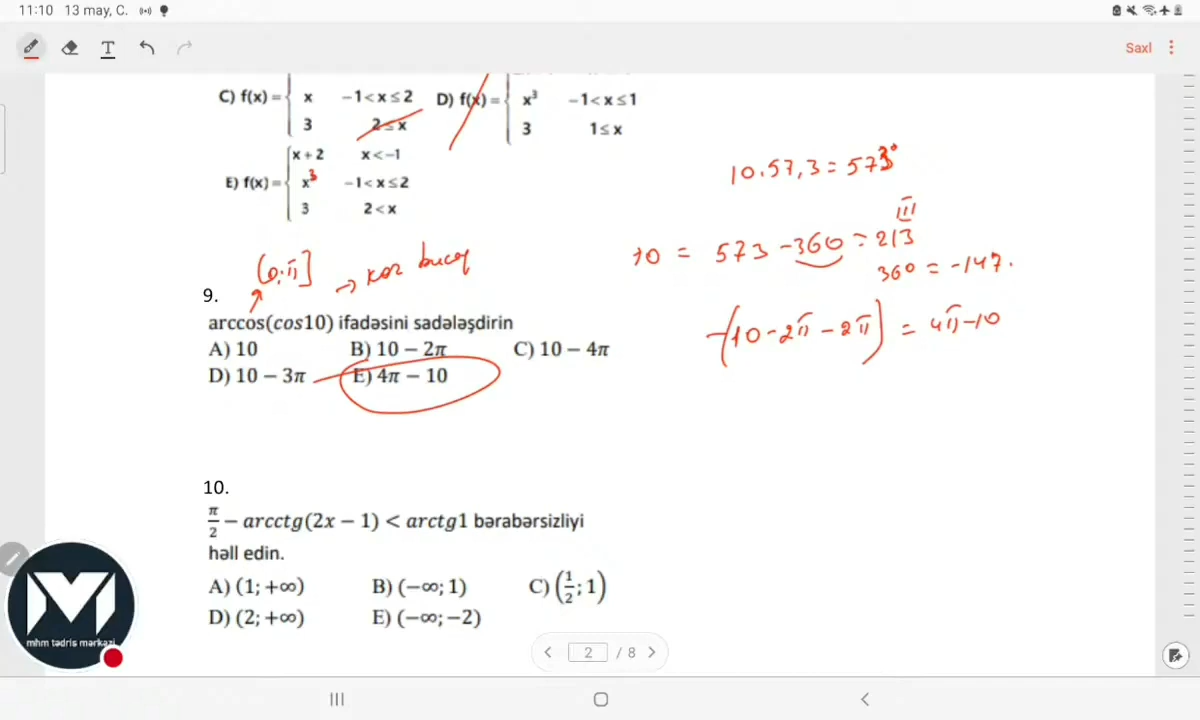 11:10 13 may, C.
T Saxl
C) f(x) = x -1<x≤2 D) f(x) = x³ -1<x≤1
3 2≤x 3 1≤x
x+2 x<-1
E) f(x) = x³ -1<x≤2
3 2<x
10.57,3=573°
III
10 = 573-360=213
360=-147.
-(10-2π-2π)=4π-10
[0;π] → kor bucaq
9.
arccos(cos10) ifadəsini sadələşdirin
A) 10 B) 10 − 2π C) 10 − 4π
D) 10 − 3π E) 4π − 10
10.
π/2 − arcctg(2x − 1) < arctg1 bərabərsizliyi
həll edin.
A) (1; +∞) B) (−∞; 1) C) (1/2; 1)
D) (2; +∞) E) (−∞; −2)
mhm tədris mərkəzi
2 / 8